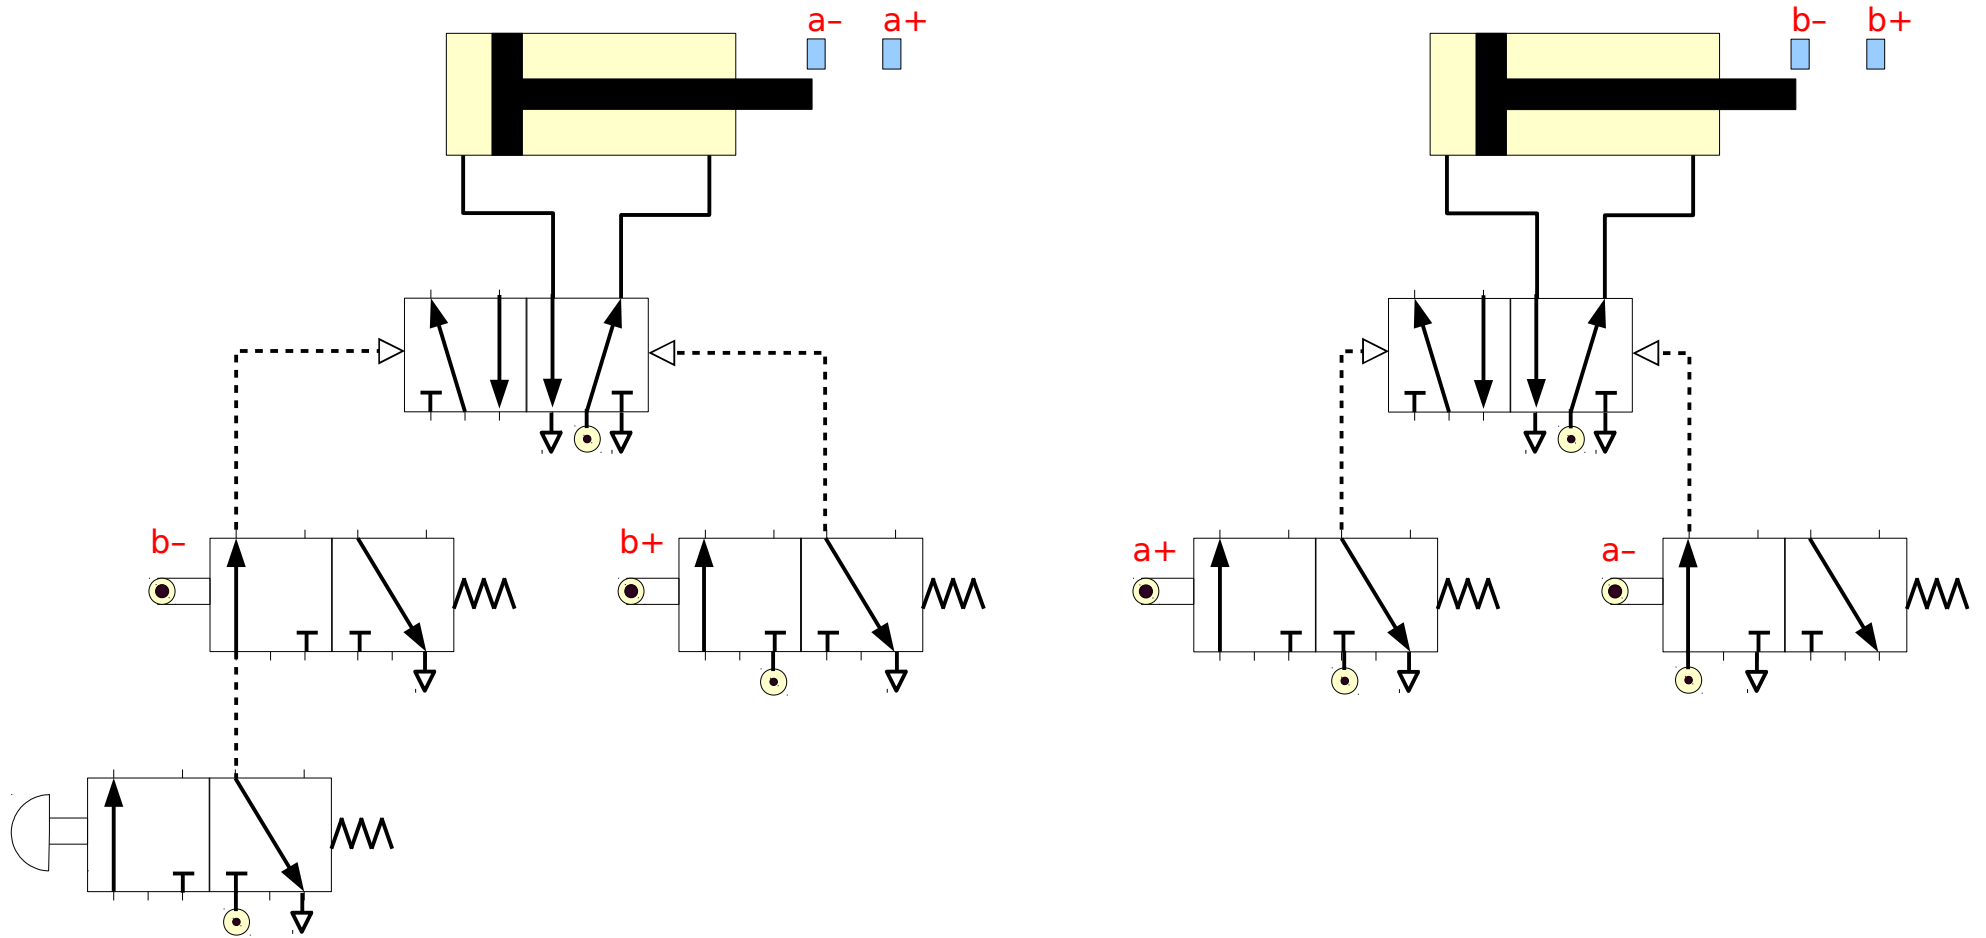 a– a+ b– b+
b– b+ a+ a–